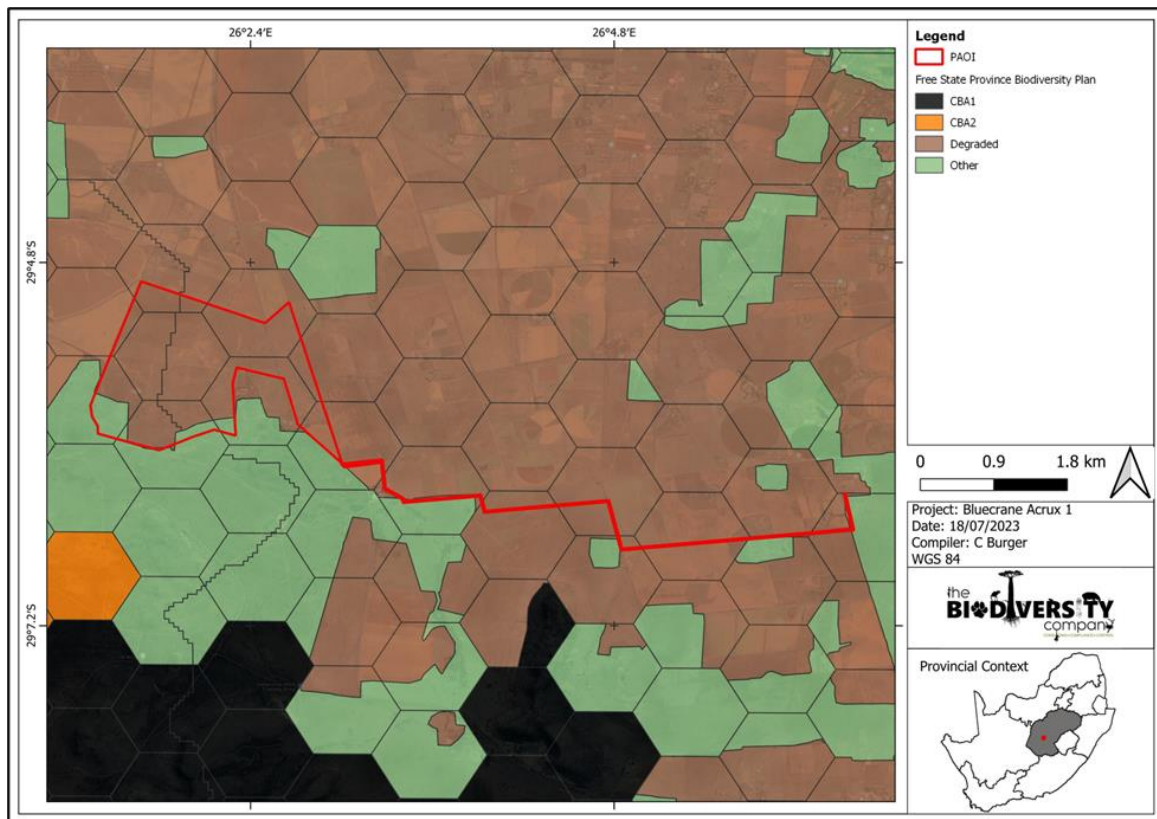 26°2.4'E
26°4.8'E
29°4.8'S
29°7.2'S
Legend
PAOI
Free State Province Biodiversity Plan
CBA1
CBA2
Degraded
Other
0 0.9 1.8 km
Project: Bluecrane Acrux 1
Date: 18/07/2023
Compiler: C Burger
WGS 84
the
BIODIVERSITY
company
Provincial Context